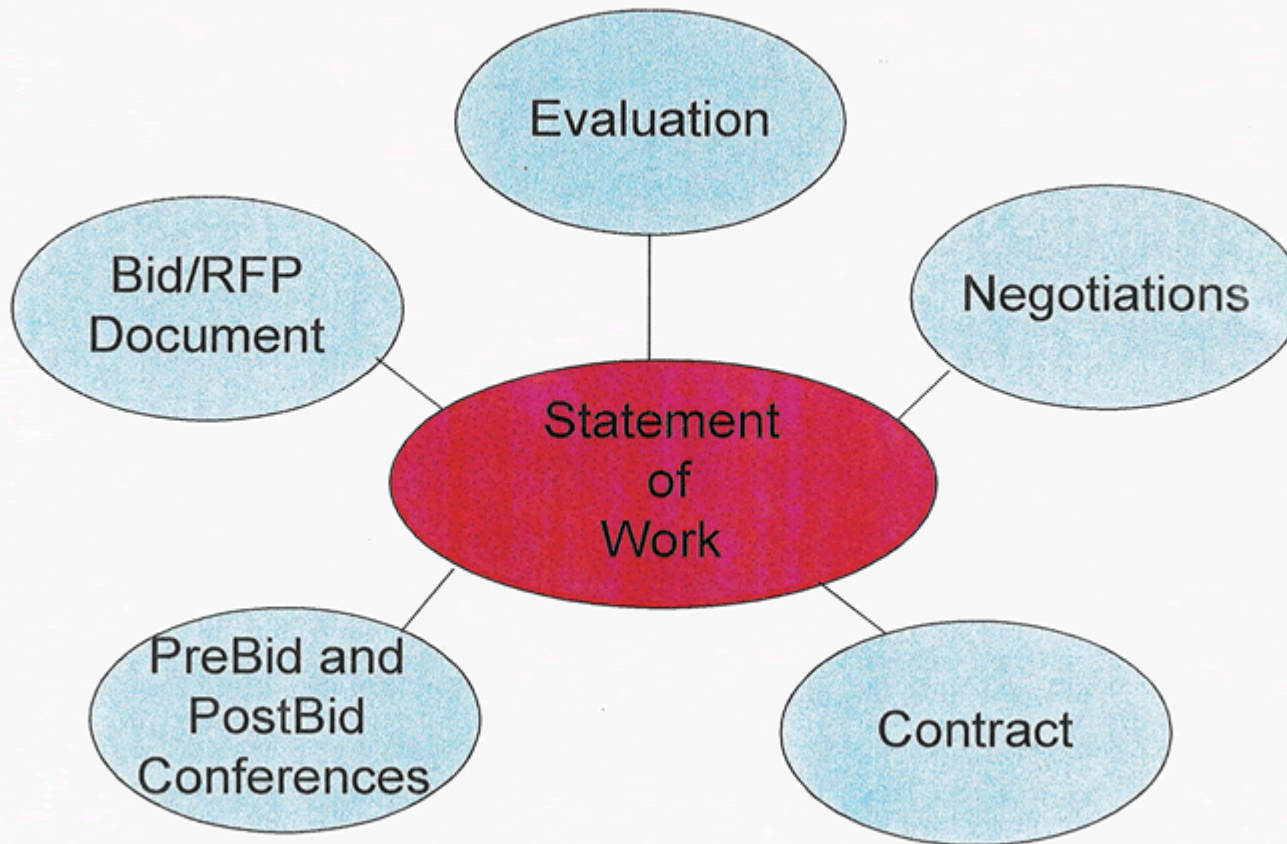 Evaluation
Bid/RFP
Document
Negotiations
Statement
of
Work
PreBid and
PostBid
Conferences
Contract